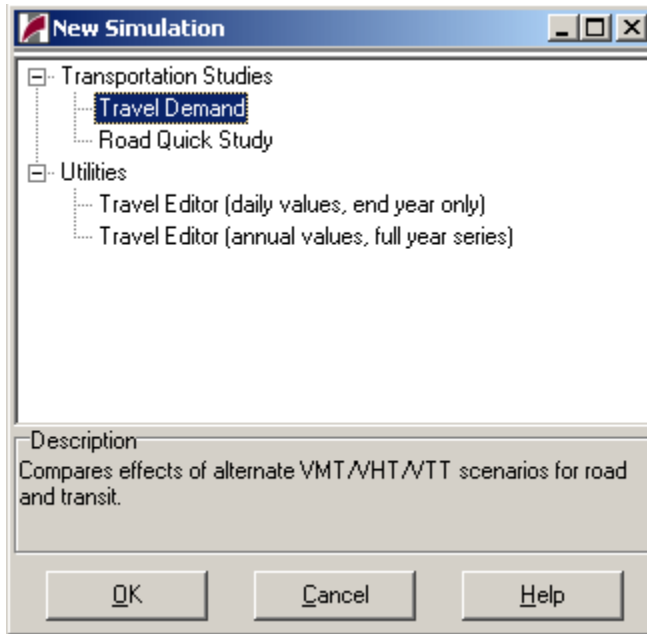 New Simulation
Transportation Studies
Travel Demand
Road Quick Study
Utilities
Travel Editor (daily values, end year only)
Travel Editor (annual values, full year series)
Description
Compares effects of alternate VMT/VHT/VTT scenarios for road
and transit.
OK
Cancel
Help